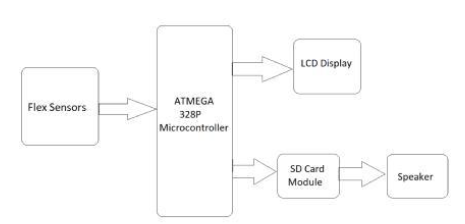 LCD Display
Flex Sensors
ATMEGA
328P
Microcontroller
SD Card
Module
Speaker